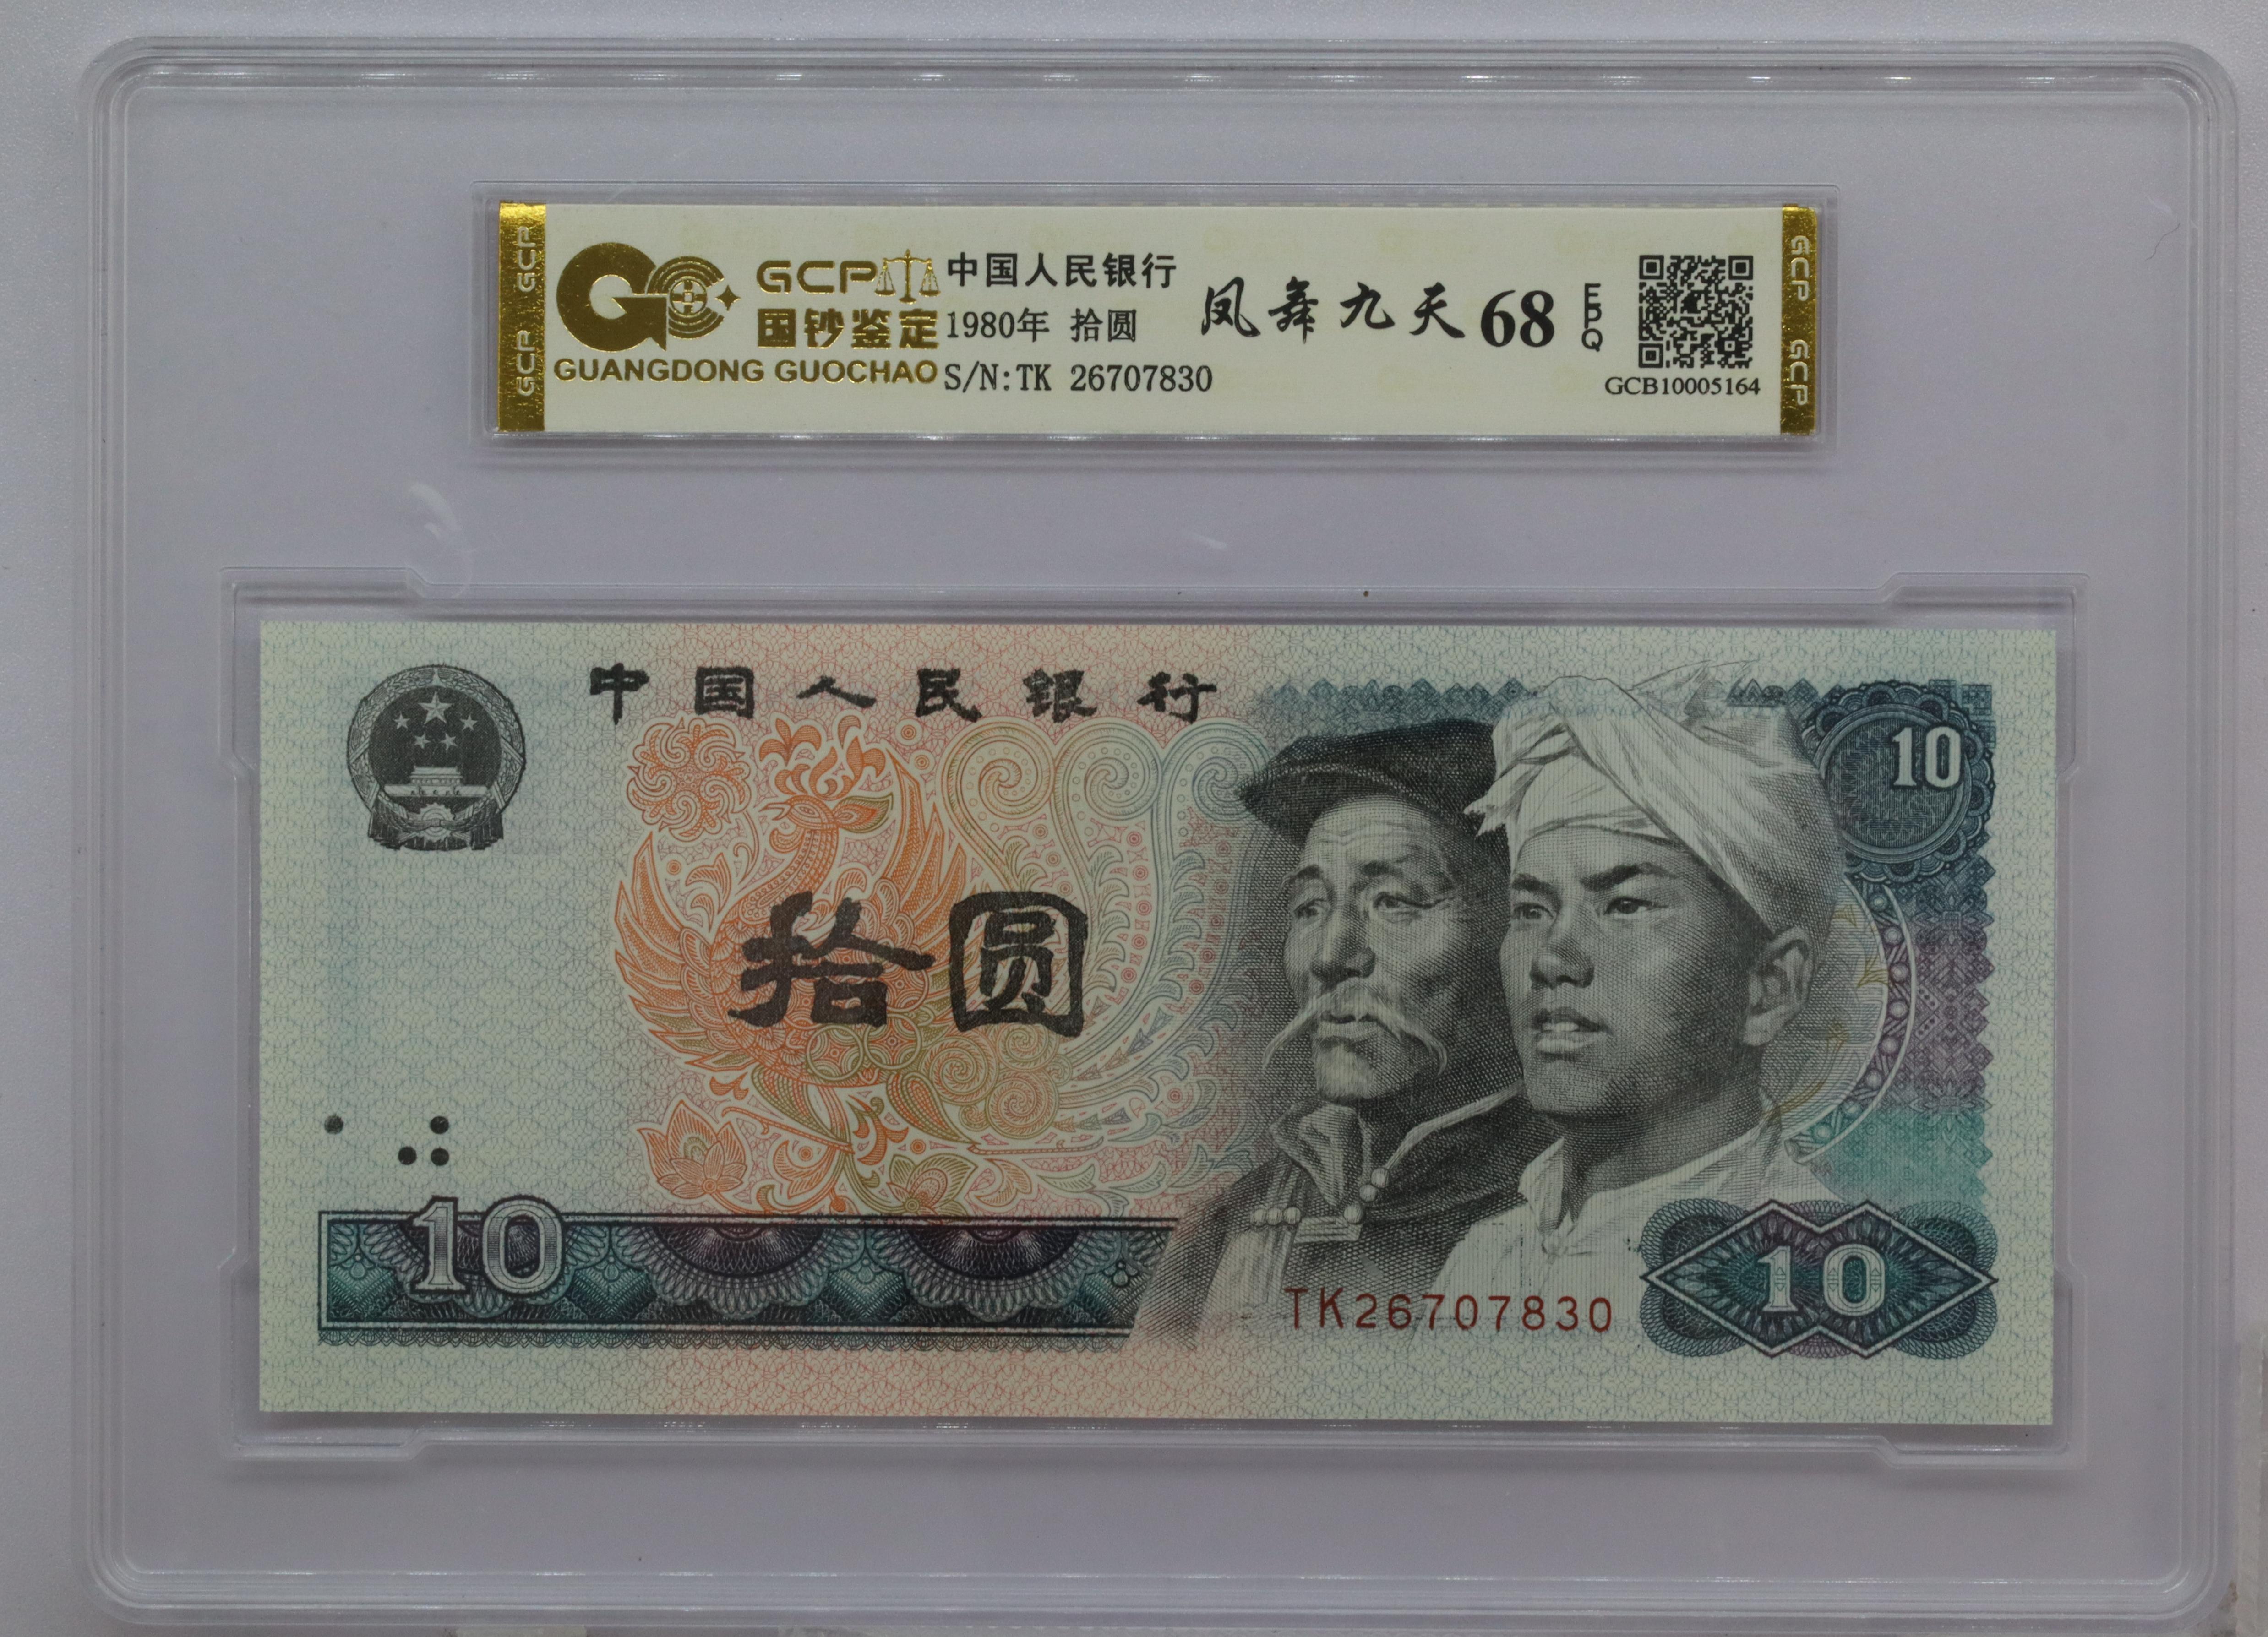 GCP GCP
GCP
国钞鉴定
GUANGDONG GUOCHAO
中国人民银行
1980年 拾圆
S/N:TK 26707830
凤舞九天 68 EPQ
GCB10005164
GCP GCP
中国人民银行
10
拾圆
10
TK26707830
10